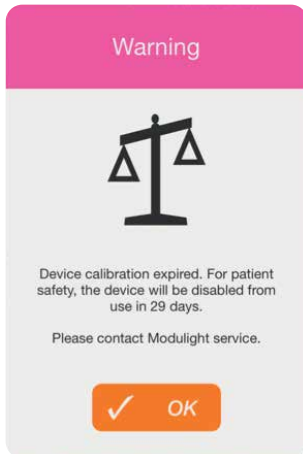 Warning
Device calibration expired. For patient
safety, the device will be disabled from
use in 29 days.
Please contact Modulight service.
OK